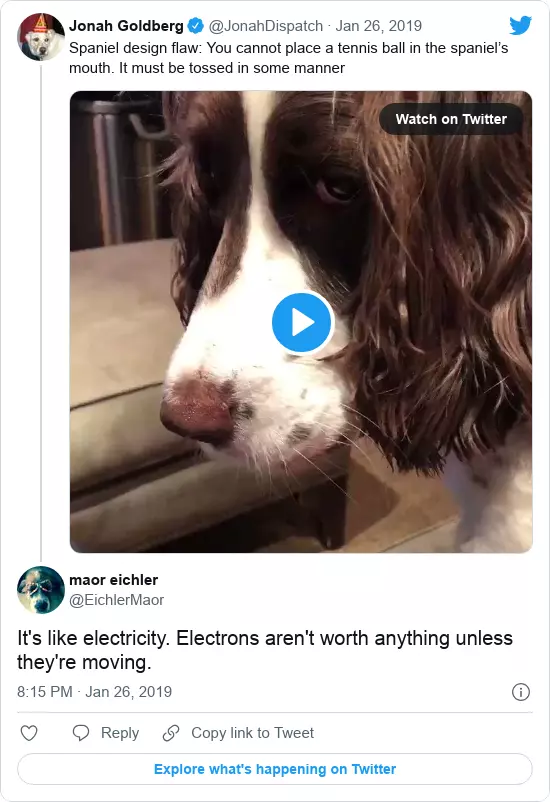 Jonah Goldberg @JonahDispatch · Jan 26, 2019
Spaniel design flaw: You cannot place a tennis ball in the spaniel's
mouth. It must be tossed in some manner
Watch on Twitter
maor eichler
@EichlerMaor
It's like electricity. Electrons aren't worth anything unless
they're moving.
8:15 PM · Jan 26, 2019
Reply Copy link to Tweet
Explore what's happening on Twitter